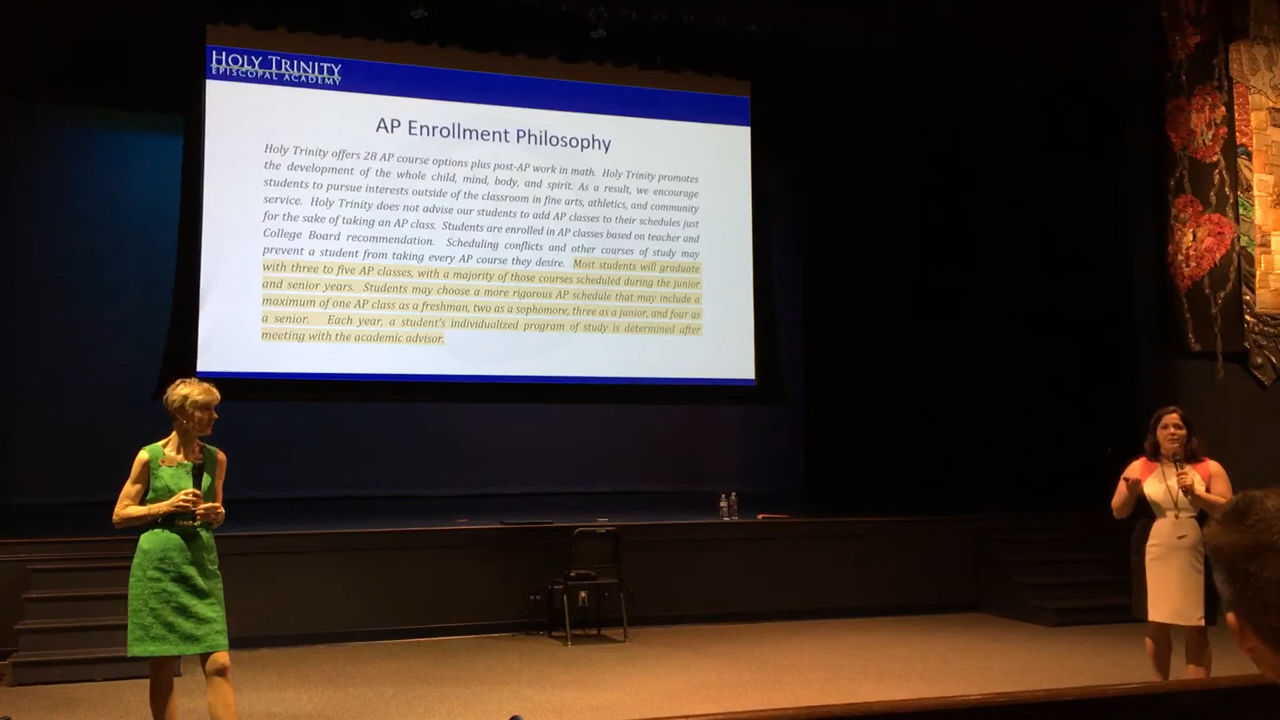 HOLY TRINITY
EPISCOPAL ACADEMY
AP Enrollment Philosophy
Holy Trinity offers 28 AP course options plus post-AP work in math. Holy Trinity promotes
the development of the whole child, mind, body, and spirit. As a result, we encourage
students to pursue interests outside of the classroom in fine arts, athletics, and community
service. Holy Trinity does not advise our students to add AP classes to their schedules just
for the sake of taking an AP class. Students are enrolled in AP classes based on teacher and
College Board recommendation. Scheduling conflicts and other courses of study may
prevent a student from taking every AP course they desire. Most students will graduate
with three to five AP classes, with a majority of those courses scheduled during the junior
and senior years. Students may choose a more rigorous AP schedule that may include a
maximum of one AP class as a freshman, two as a sophomore, three as a junior, and four as
a senior. Each year, a student's individualized program of study is determined after
meeting with the academic advisor.